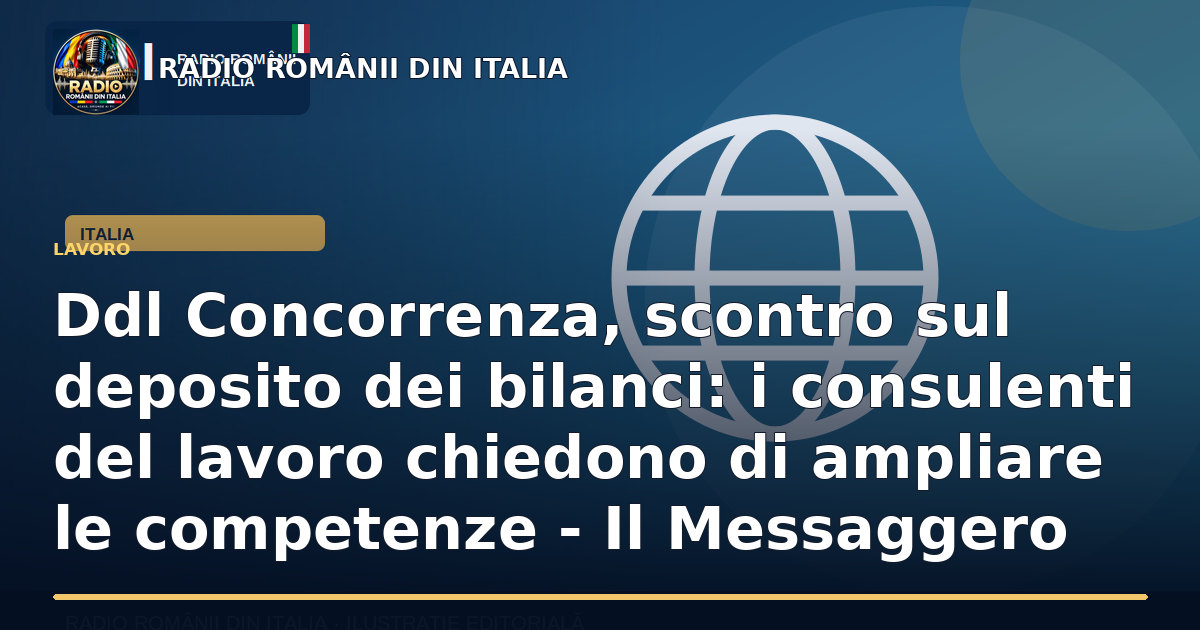 RADIO ROMÂNII
DIN ITALIA
RADIO ROMÂNII DIN ITALIA
RADIO
ROMÂNII DIN ITALIA
ITALIA
LAVORO
Ddl Concorrenza, scontro sul
deposito dei bilanci: i consulenti
del lavoro chiedono di ampliare
le competenze - Il Messaggero
RADIO ROMÂNII DIN ITALIA · ILUSTRAȚIE EDITORIALĂ